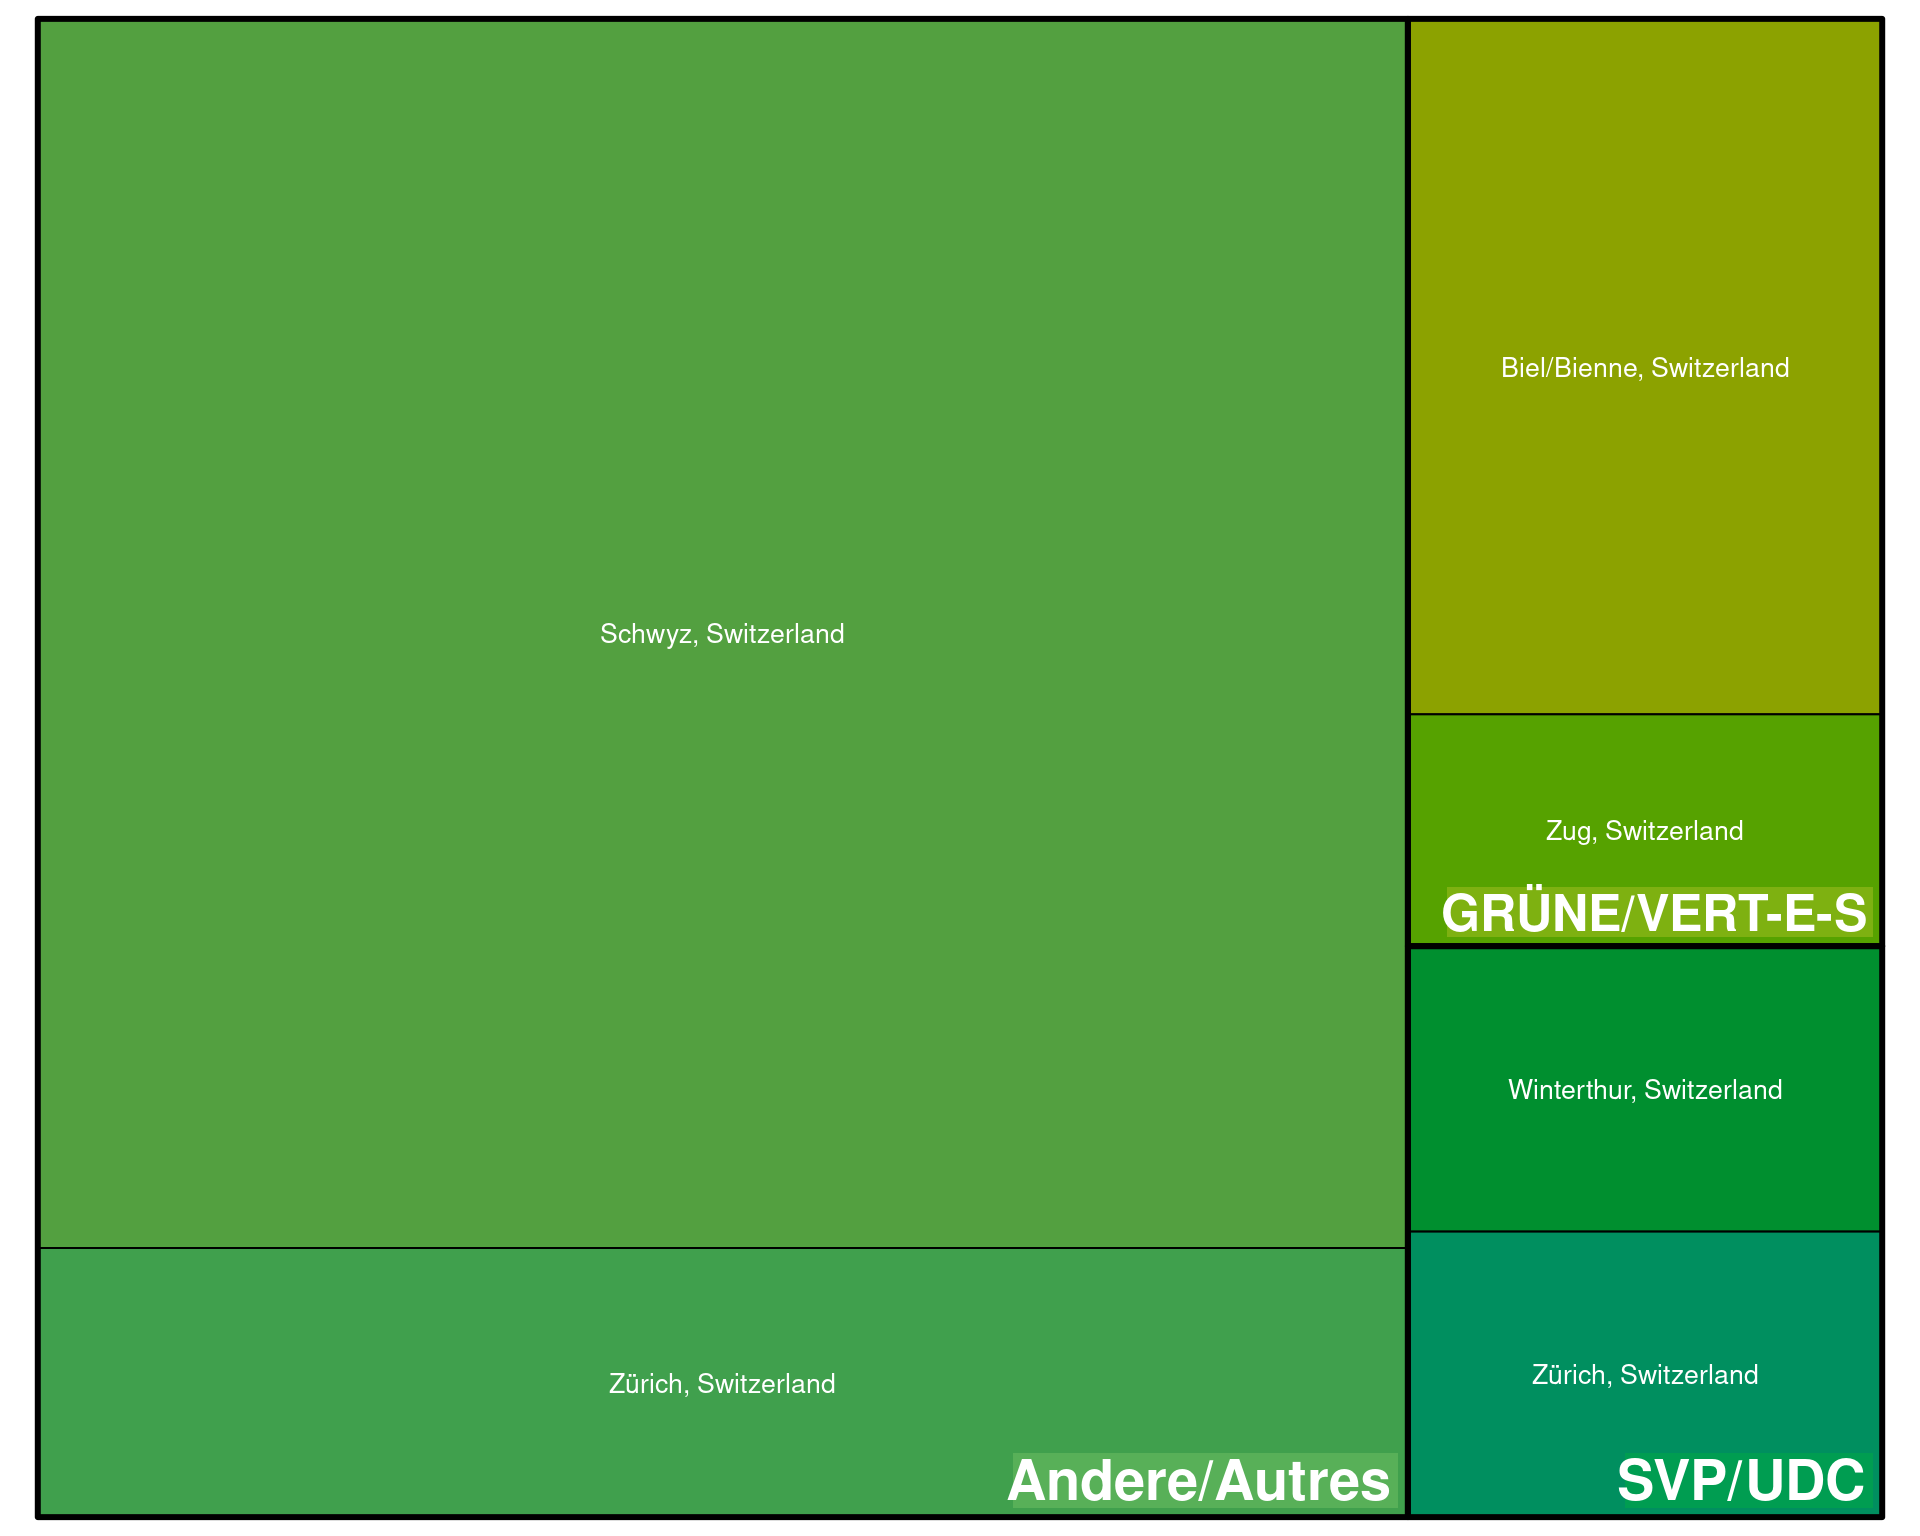 Schwyz, Switzerland
Zürich, Switzerland
Andere/Autres
Biel/Bienne, Switzerland
Zug, Switzerland
GRÜNE/VERT-E-S
Winterthur, Switzerland
Zürich, Switzerland
SVP/UDC